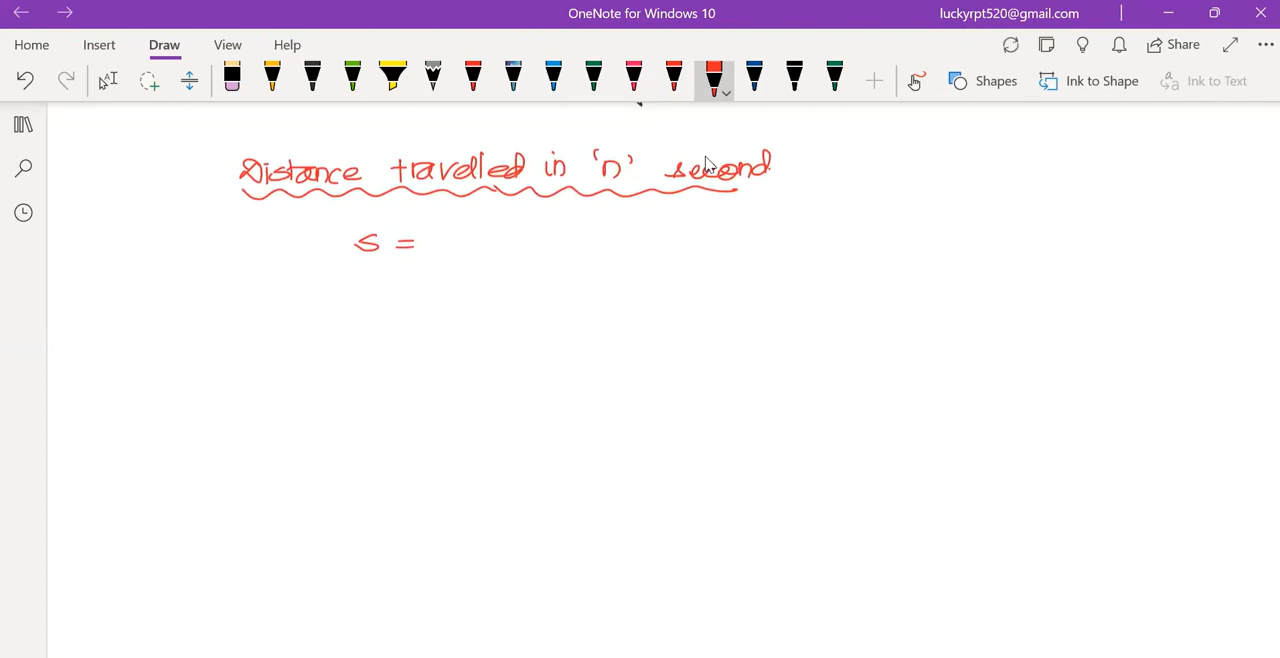 OneNote for Windows 10
luckyrpt520@gmail.com
Home Insert Draw View Help
Share
Shapes
Ink to Shape
Ink to Text
Distance travelled in 'n' second
S =